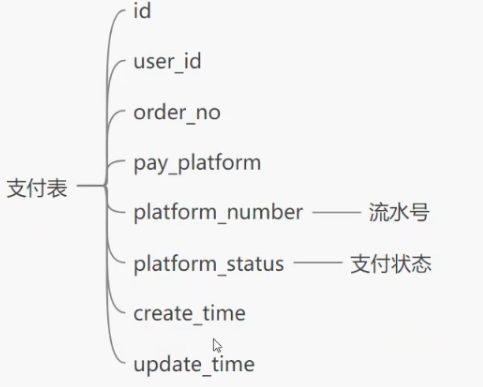 支付表
id
user_id
order_no
pay_platform
platform_number 流水号
platform_status 支付状态
create_time
update_time